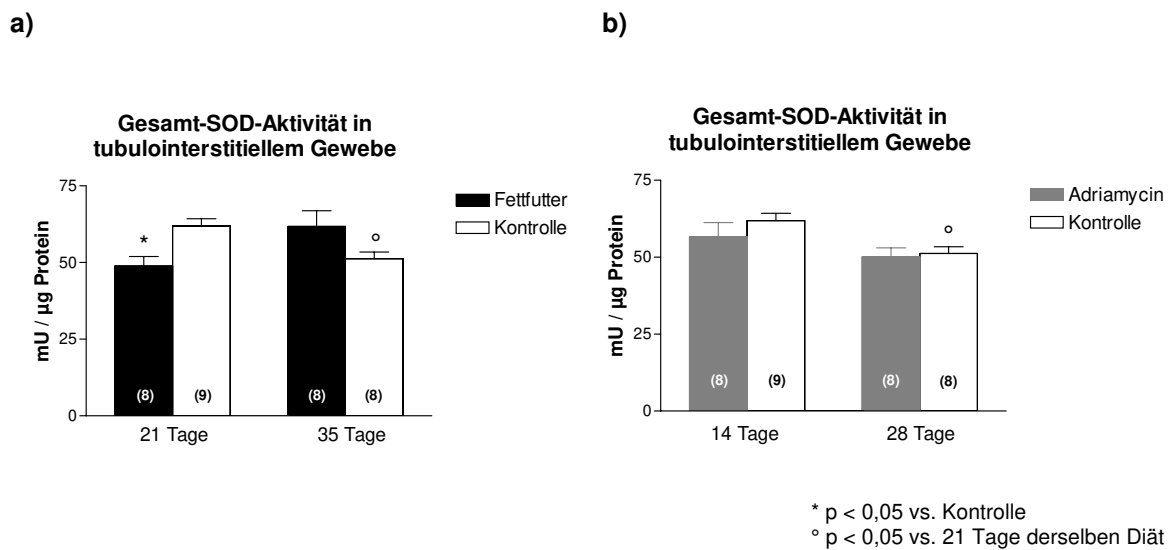 a)
Gesamt-SOD-Aktivität in
tubulointerstitiellem Gewebe
mU / µg Protein
75
50
25
0
*
°
(8)
(9)
(8)
(8)
21 Tage
35 Tage
Fettfutter
Kontrolle
b)
Gesamt-SOD-Aktivität in
tubulointerstitiellem Gewebe
mU / µg Protein
75
50
25
0
°
(8)
(9)
(8)
(8)
14 Tage
28 Tage
Adriamycin
Kontrolle
* p < 0,05 vs. Kontrolle
° p < 0,05 vs. 21 Tage derselben Diät